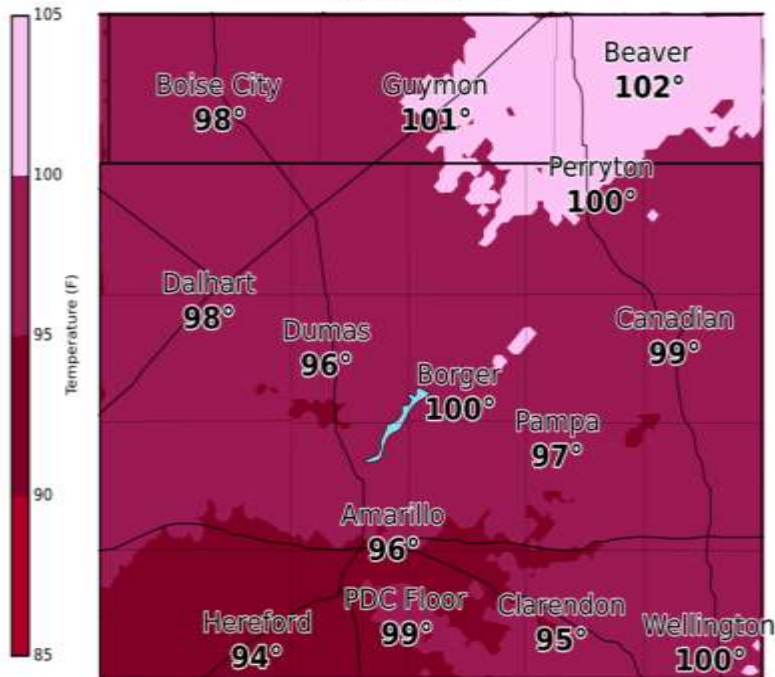 105
100
95
90
85
Temperature (F)
Boise City
98°
Guymon
101°
Beaver
102°
Perryton
100°
Dalhart
98°
Dumas
96°
Canadian
99°
Borger
100°
Pampa
97°
Amarillo
96°
PDC Floor
99°
Hereford
94°
Clarendon
95°
Wellington
100°